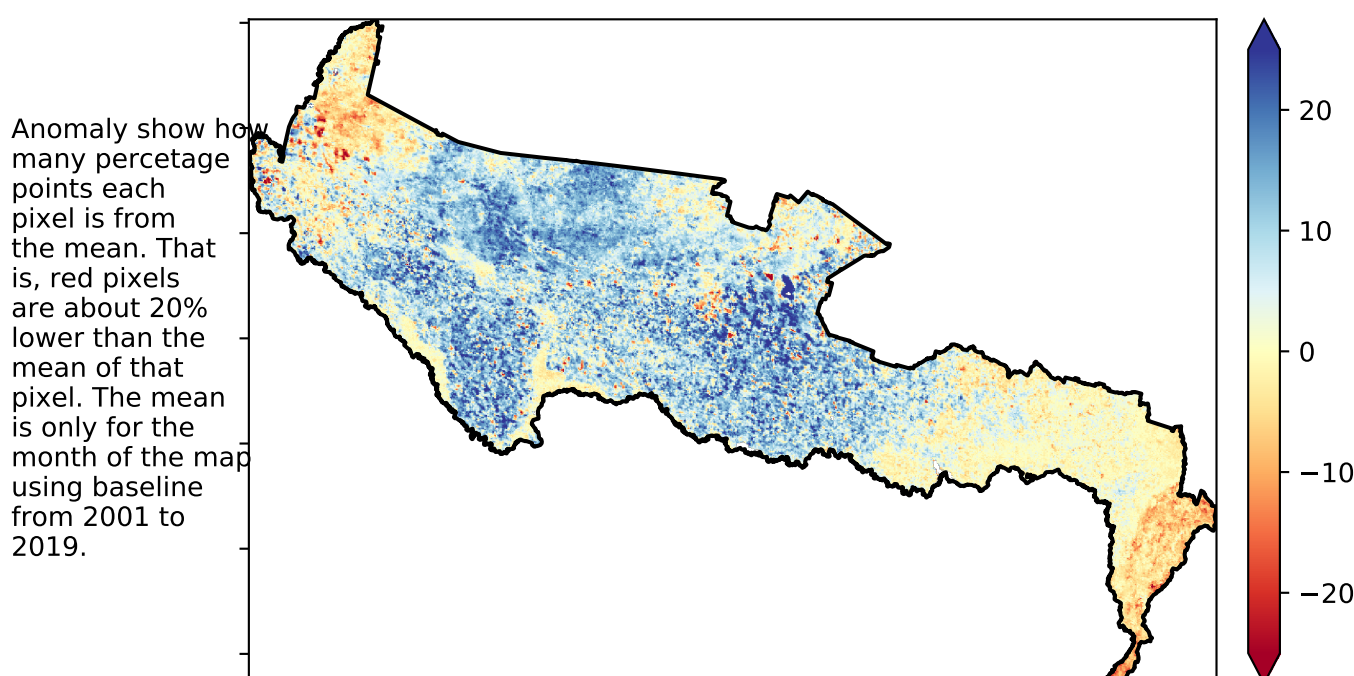 Anomaly show how
many percetage
points each
pixel is from
the mean. That
is, red pixels
are about 20%
lower than the
mean of that
pixel. The mean
is only for the
month of the map
using baseline
from 2001 to
2019.
20
10
0
−10
−20